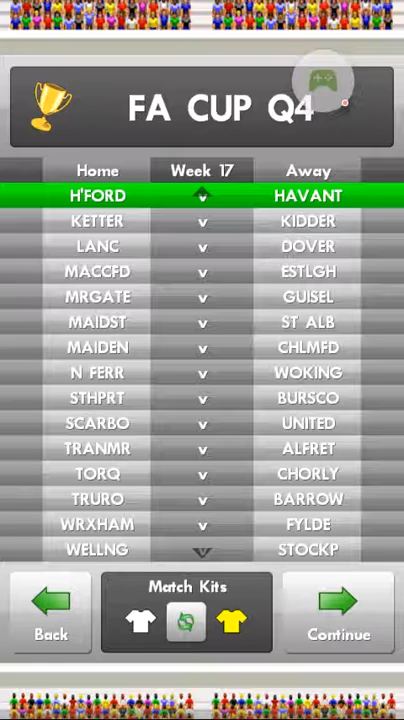 FA CUP Q4
Home Week 17 Away
H'FORD v HAVANT
KETTER v KIDDER
LANC v DOVER
MACCFD v ESTLGH
MRGATE v GUISEL
MAIDST v ST ALB
MAIDEN v CHLMFD
N FERR v WOKING
STHPRT v BURSCO
SCARBO v UNITED
TRANMR v ALFRET
TORQ v CHORLY
TRURO v BARROW
WRXHAM v FYLDE
WELLNG v STOCKP
Match Kits
Back Continue